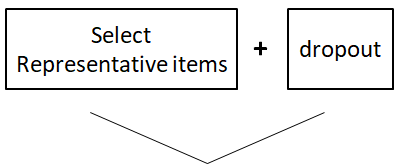 Select
Representative items
+
dropout